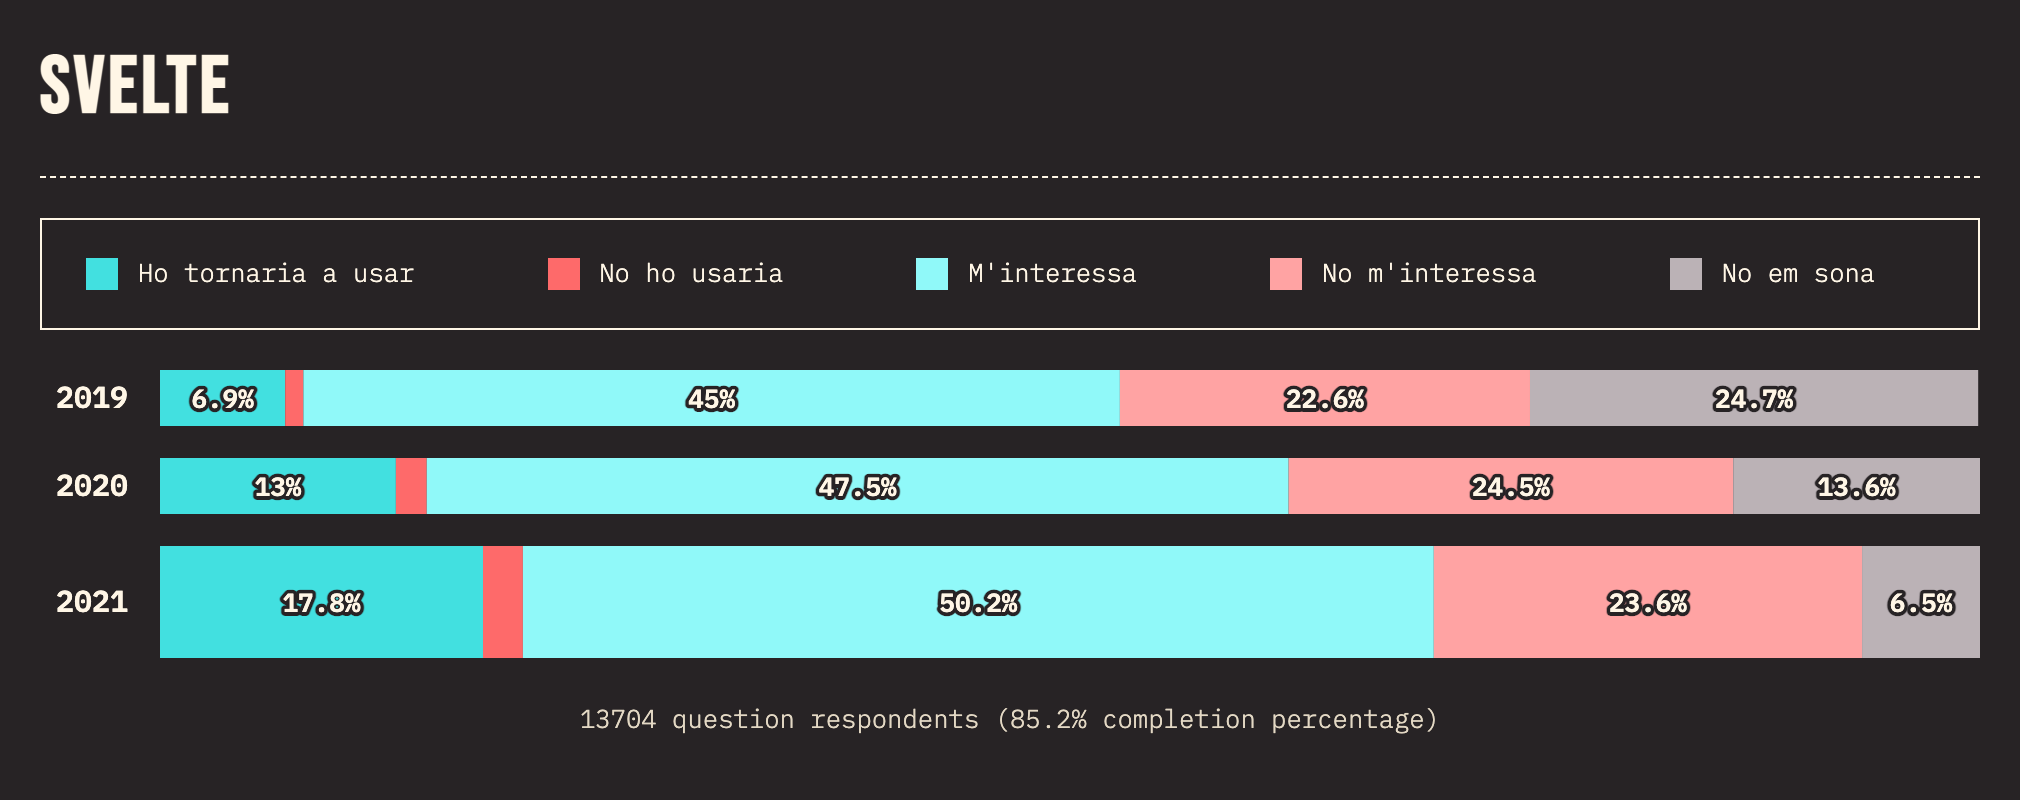 SVELTE
Ho tornaria a usar No ho usaria M'interessa No m'interessa No em sona
2019 6.9% 45% 22.6% 24.7%
2020 13% 47.5% 24.5% 13.6%
2021 17.8% 50.2% 23.6% 6.5%
13704 question respondents (85.2% completion percentage)